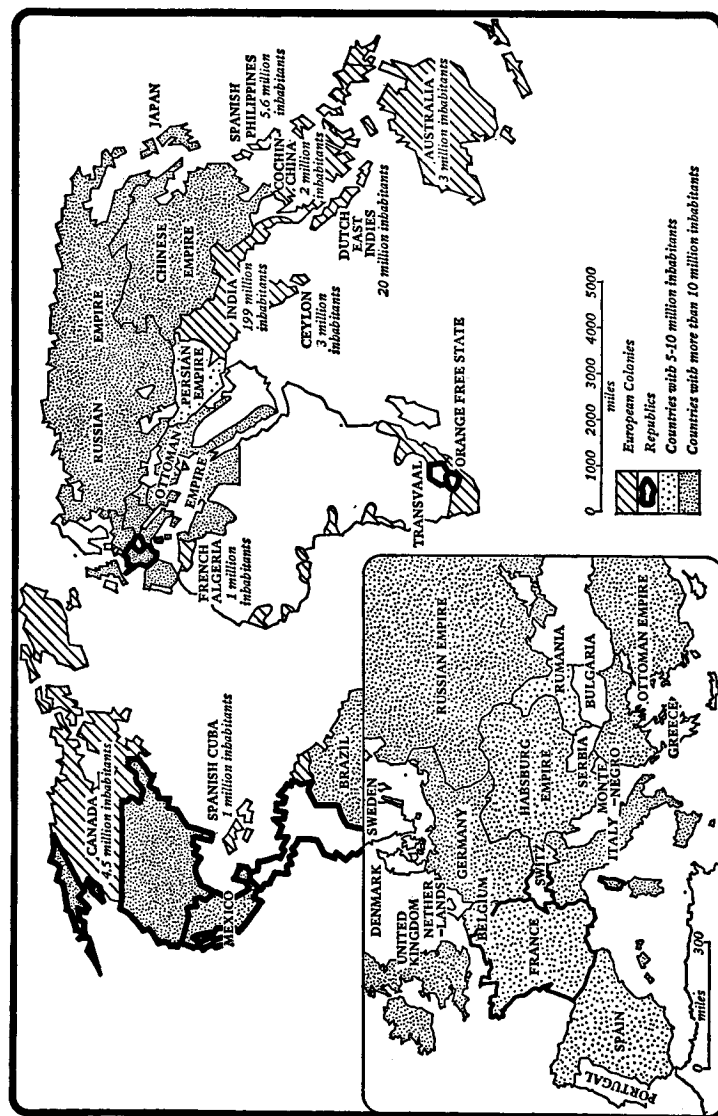 CANADA
4.5 million inhabitants
MEXICO
SPANISH CUBA
1 million inhabitants
BRAZIL
RUSSIAN
EMPIRE
CHINESE
EMPIRE
JAPAN
OTTOMAN
EMPIRE
PERSIAN
EMPIRE
FRENCH
ALGERIA
1 million
inhabitants
INDIA
199 million
inhabitants
CEYLON
3 million
inhabitants
SPANISH
PHILIPPINES
5.6 million
inhabitants
COCHIN
CHINA
2 million
inhabitants
DUTCH
EAST
INDIES
20 million inhabitants
AUSTRALIA
3 million inhabitants
TRANSVAAL
ORANGE FREE STATE
0 1000 2000 3000 4000 5000
miles
European Colonies
Republics
Countries with 5-10 million inhabitants
Countries with more than 10 million inhabitants
DENMARK
SWEDEN
UNITED
KINGDOM
NETHER
-LANDS
BELGIUM
GERMANY
RUSSIAN EMPIRE
FRANCE
SWITZ
HABSBURG
EMPIRE
RUMANIA
SERBIA
BULGARIA
MONTE
-NEGRO
ITALY
OTTOMAN EMPIRE
GREECE
SPAIN
PORTUGAL
0 300
miles